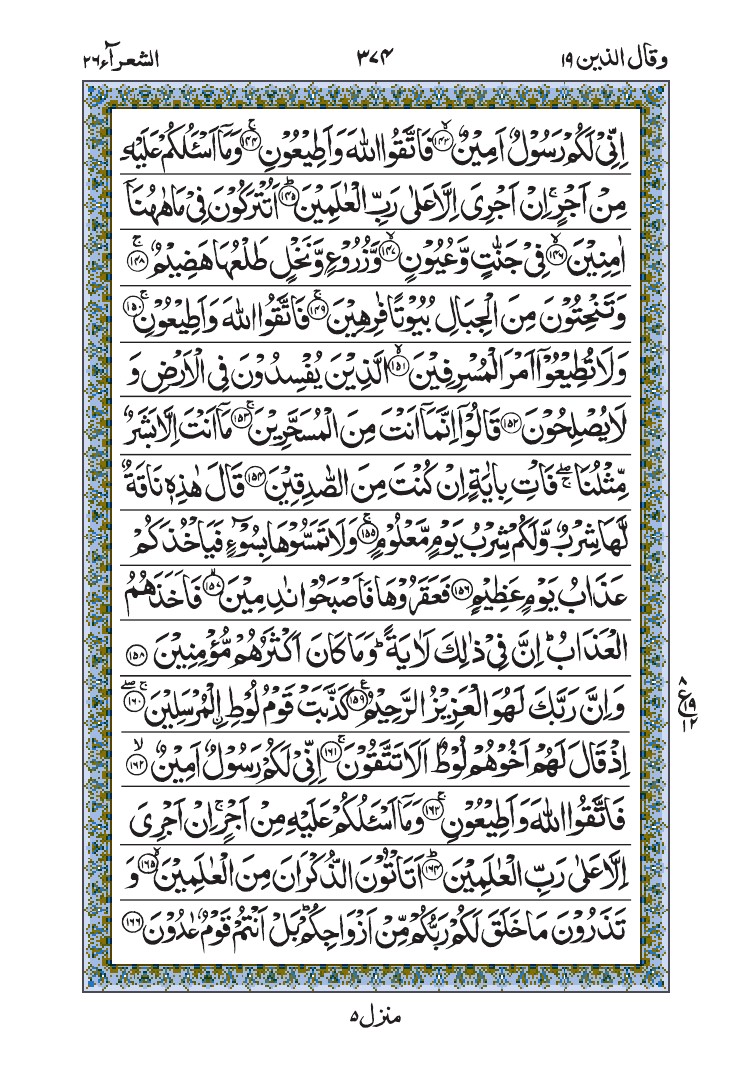 وقال الذین ۱۹ ۳۷۴ الشعرآء ۲۶
اِنِّیْ لَكُمْ رَسُوْلٌ اَمِیْنٌۙ۝۱۴۳ فَاتَّقُوا اللّٰهَ وَاَطِیْعُوْنِۚ۝۱۴۴ وَمَاۤ اَسْـَٔلُكُمْ عَلَیْهِ
مِنْ اَجْرٍۚ اِنْ اَجْرِیَ اِلَّا عَلٰی رَبِّ الْعٰلَمِیْنَؕ۝۱۴۵ اَتُتْرَكُوْنَ فِیْ مَا هٰهُنَاۤ
اٰمِنِیْنَۙ۝۱۴۶ فِیْ جَنّٰتٍ وَّعُیُوْنٍۙ۝۱۴۷ وَّزُرُوْعٍ وَّنَخْلٍ طَلْعُهَا هَضِیْمٌۚ۝۱۴۸
وَتَنْحِتُوْنَ مِنَ الْجِبَالِ بُیُوْتًا فٰرِهِیْنَۚ۝۱۴۹ فَاتَّقُوا اللّٰهَ وَاَطِیْعُوْنِۚ۝۱۵۰
وَلَا تُطِیْعُوْۤا اَمْرَ الْمُسْرِفِیْنَۙ۝۱۵۱ الَّذِیْنَ یُفْسِدُوْنَ فِی الْاَرْضِ وَ
لَا یُصْلِحُوْنَ۝۱۵۲ قَالُوْۤا اِنَّمَاۤ اَنْتَ مِنَ الْمُسَحَّرِیْنَۚ۝۱۵۳ مَاۤ اَنْتَ اِلَّا بَشَرٌ
مِّثْلُنَا ۖۚ فَاْتِ بِاٰیَةٍ اِنْ كُنْتَ مِنَ الصّٰدِقِیْنَ۝۱۵۴ قَالَ هٰذِهٖ نَاقَةٌ
لَّهَا شِرْبٌ وَّلَكُمْ شِرْبُ یَوْمٍ مَّعْلُوْمٍۚ۝۱۵۵ وَلَا تَمَسُّوْهَا بِسُوْٓءٍ فَیَاْخُذَكُمْ
عَذَابُ یَوْمٍ عَظِیْمٍ۝۱۵۶ فَعَقَرُوْهَا فَاَصْبَحُوْا نٰدِمِیْنَۙ۝۱۵۷ فَاَخَذَهُمُ
الْعَذَابُؕ اِنَّ فِیْ ذٰلِكَ لَاٰیَةًؕ وَمَا كَانَ اَكْثَرُهُمْ مُّؤْمِنِیْنَ۝۱۵۸
وَاِنَّ رَبَّكَ لَهُوَ الْعَزِیْزُ الرَّحِیْمُ۝۱۵۹ كَذَّبَتْ قَوْمُ لُوْطِ ِ۟الْمُرْسَلِیْنَۚۖ۝۱۶۰
اِذْ قَالَ لَهُمْ اَخُوْهُمْ لُوْطٌ اَلَا تَتَّقُوْنَۚ۝۱۶۱ اِنِّیْ لَكُمْ رَسُوْلٌ اَمِیْنٌۙ۝۱۶۲
فَاتَّقُوا اللّٰهَ وَاَطِیْعُوْنِۚ۝۱۶۳ وَمَاۤ اَسْـَٔلُكُمْ عَلَیْهِ مِنْ اَجْرٍۚ اِنْ اَجْرِیَ
اِلَّا عَلٰی رَبِّ الْعٰلَمِیْنَؕ۝۱۶۴ اَتَاْتُوْنَ الذُّكْرَانَ مِنَ الْعٰلَمِیْنَۙ۝۱۶۵ وَ
تَذَرُوْنَ مَا خَلَقَ لَكُمْ رَبُّكُمْ مِّنْ اَزْوَاجِكُمْؕ بَلْ اَنْتُمْ قَوْمٌ عٰدُوْنَ۝۱۶۶
۸
ع
۱۹
۱۲
منزل ۵